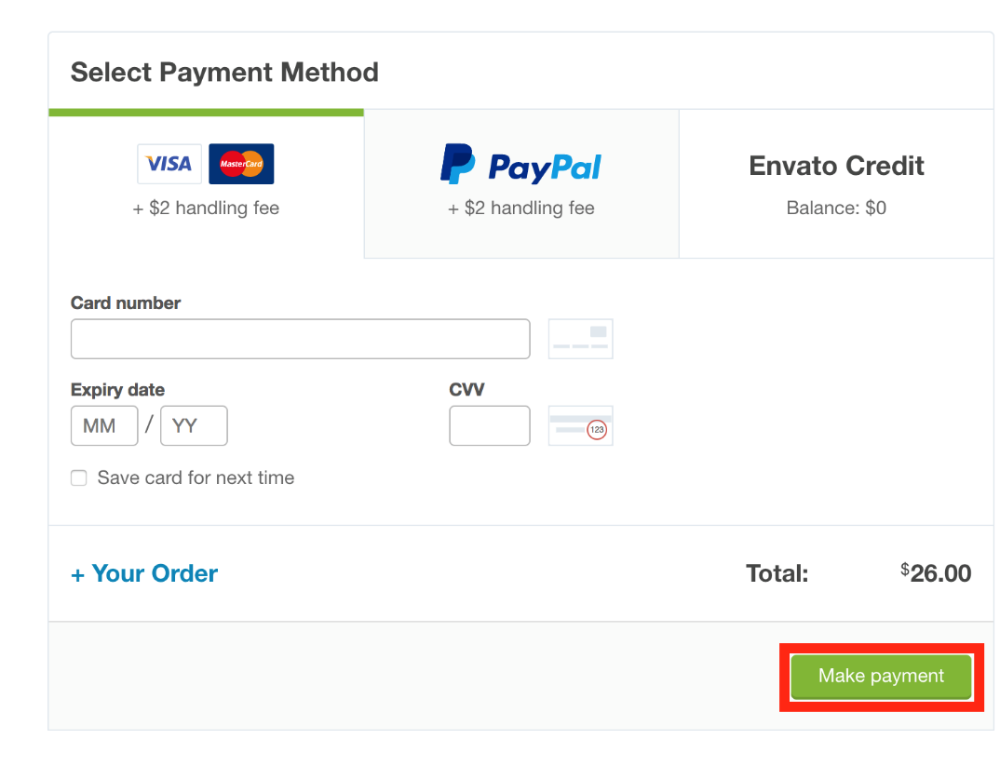 Select Payment Method
VISA MasterCard
+ $2 handling fee
PayPal
+ $2 handling fee
Envato Credit
Balance: $0
Card number
Expiry date
MM / YY
CVV
123
Save card for next time
+ Your Order
Total: $26.00
Make payment